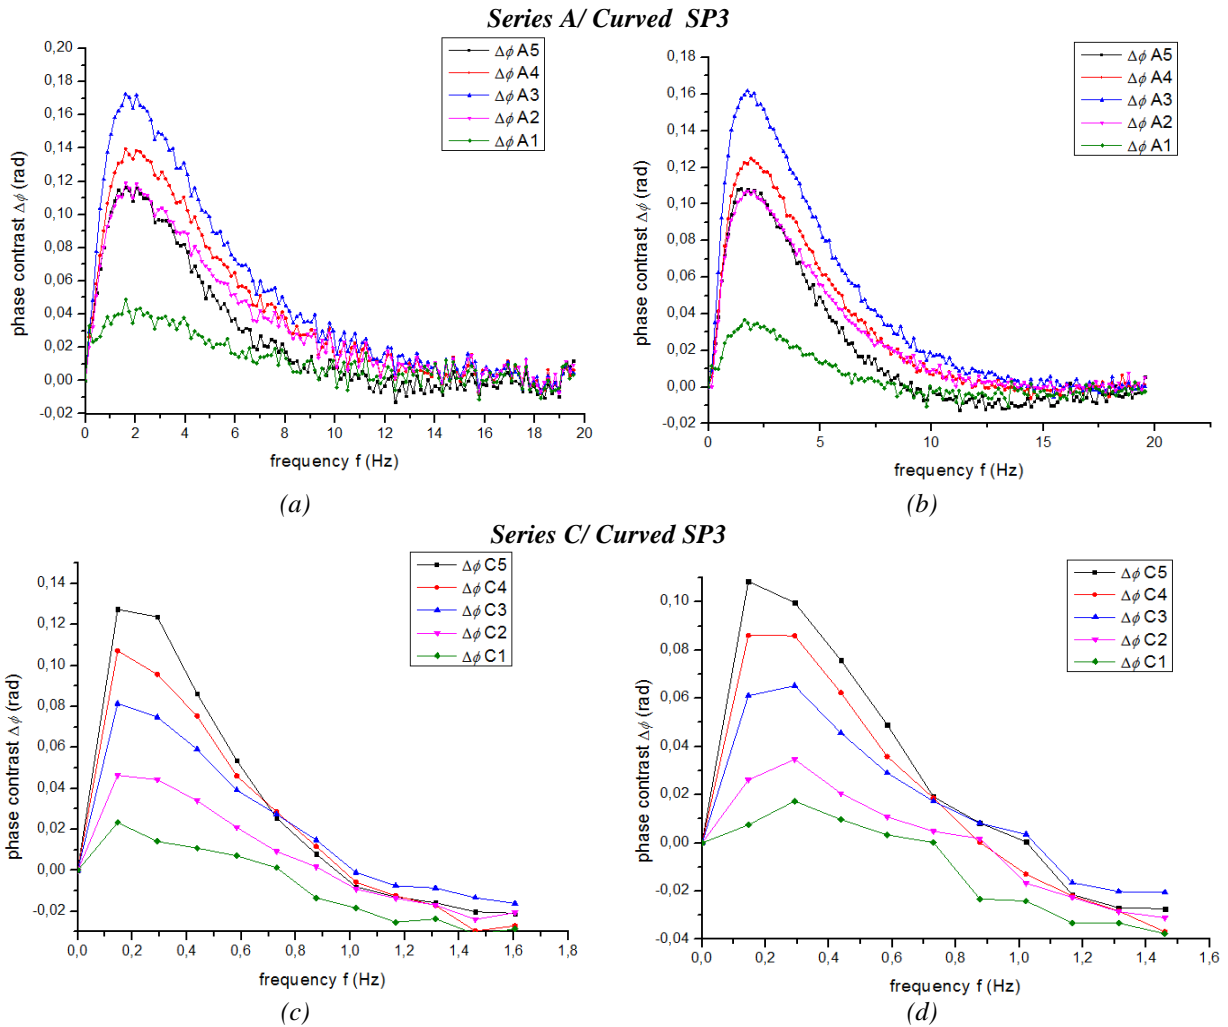 Series A/ Curved SP3
0,20
0,18
0,16
0,14
0,12
0,10
0,08
0,06
0,04
0,02
0,00
-0,02
phase contrast Δϕ (rad)
0 2 4 6 8 10 12 14 16 18 20
frequency f (Hz)
Δϕ A5
Δϕ A4
Δϕ A3
Δϕ A2
Δϕ A1
(a)
0,18
0,16
0,14
0,12
0,10
0,08
0,06
0,04
0,02
0,00
-0,02
phase contrast Δϕ (rad)
0 5 10 15 20
frequency f (Hz)
Δϕ A5
Δϕ A4
Δϕ A3
Δϕ A2
Δϕ A1
(b)
Series C/ Curved SP3
0,14
0,12
0,10
0,08
0,06
0,04
0,02
0,00
-0,02
phase contrast Δϕ (rad)
0,0 0,2 0,4 0,6 0,8 1,0 1,2 1,4 1,6 1,8
frequency f (Hz)
Δϕ C5
Δϕ C4
Δϕ C3
Δϕ C2
Δϕ C1
(c)
0,10
0,08
0,06
0,04
0,02
0,00
-0,02
-0,04
phase contrast Δϕ (rad)
0,0 0,2 0,4 0,6 0,8 1,0 1,2 1,4 1,6
frequency f (Hz)
Δϕ C5
Δϕ C4
Δϕ C3
Δϕ C2
Δϕ C1
(d)